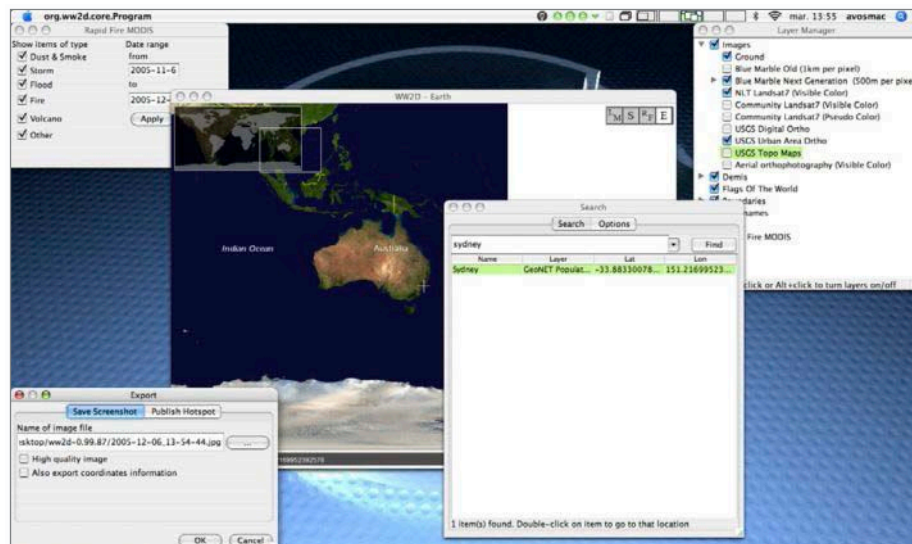 org.ww2d.core.Program
mar. 13:55 avosmac
Rapid Fire MODIS
Show items of type
Date range
Dust & Smoke
from
Storm
2005-11-6
Flood
to
Fire
2005-12-
Volcano
Apply
Other
WW2D - Earth
S
E
Indian Ocean
Australia
Layer Manager
Images
Ground
Blue Marble Old (1km per pixel)
Blue Marble Next Generation (500m per pixe
NLT Landsat7 (Visible Color)
Community Landsat7 (Visible Color)
Community Landsat7 (Pseudo Color)
USGS Digital Ortho
USGS Urban Area Ortho
USGS Topo Maps
Aerial orthophotography (Visible Color)
Demis
Flags Of The World
undaries
names
Fire MODIS
click or Alt+click to turn layers on/off
Search
Search Options
sydney
Find
Name Layer Lat Lon
Sydney GeoNET Populat... -33.88330078... 151.21699523...
1 item(s) found. Double-click on item to go to that location
Export
Save Screenshot Publish Hotspot
Name of image file
sktop/ww2d-0.99.87/2005-12-06_13-54-44.jpg
...
High quality image
Also export coordinates information
OK Cancel